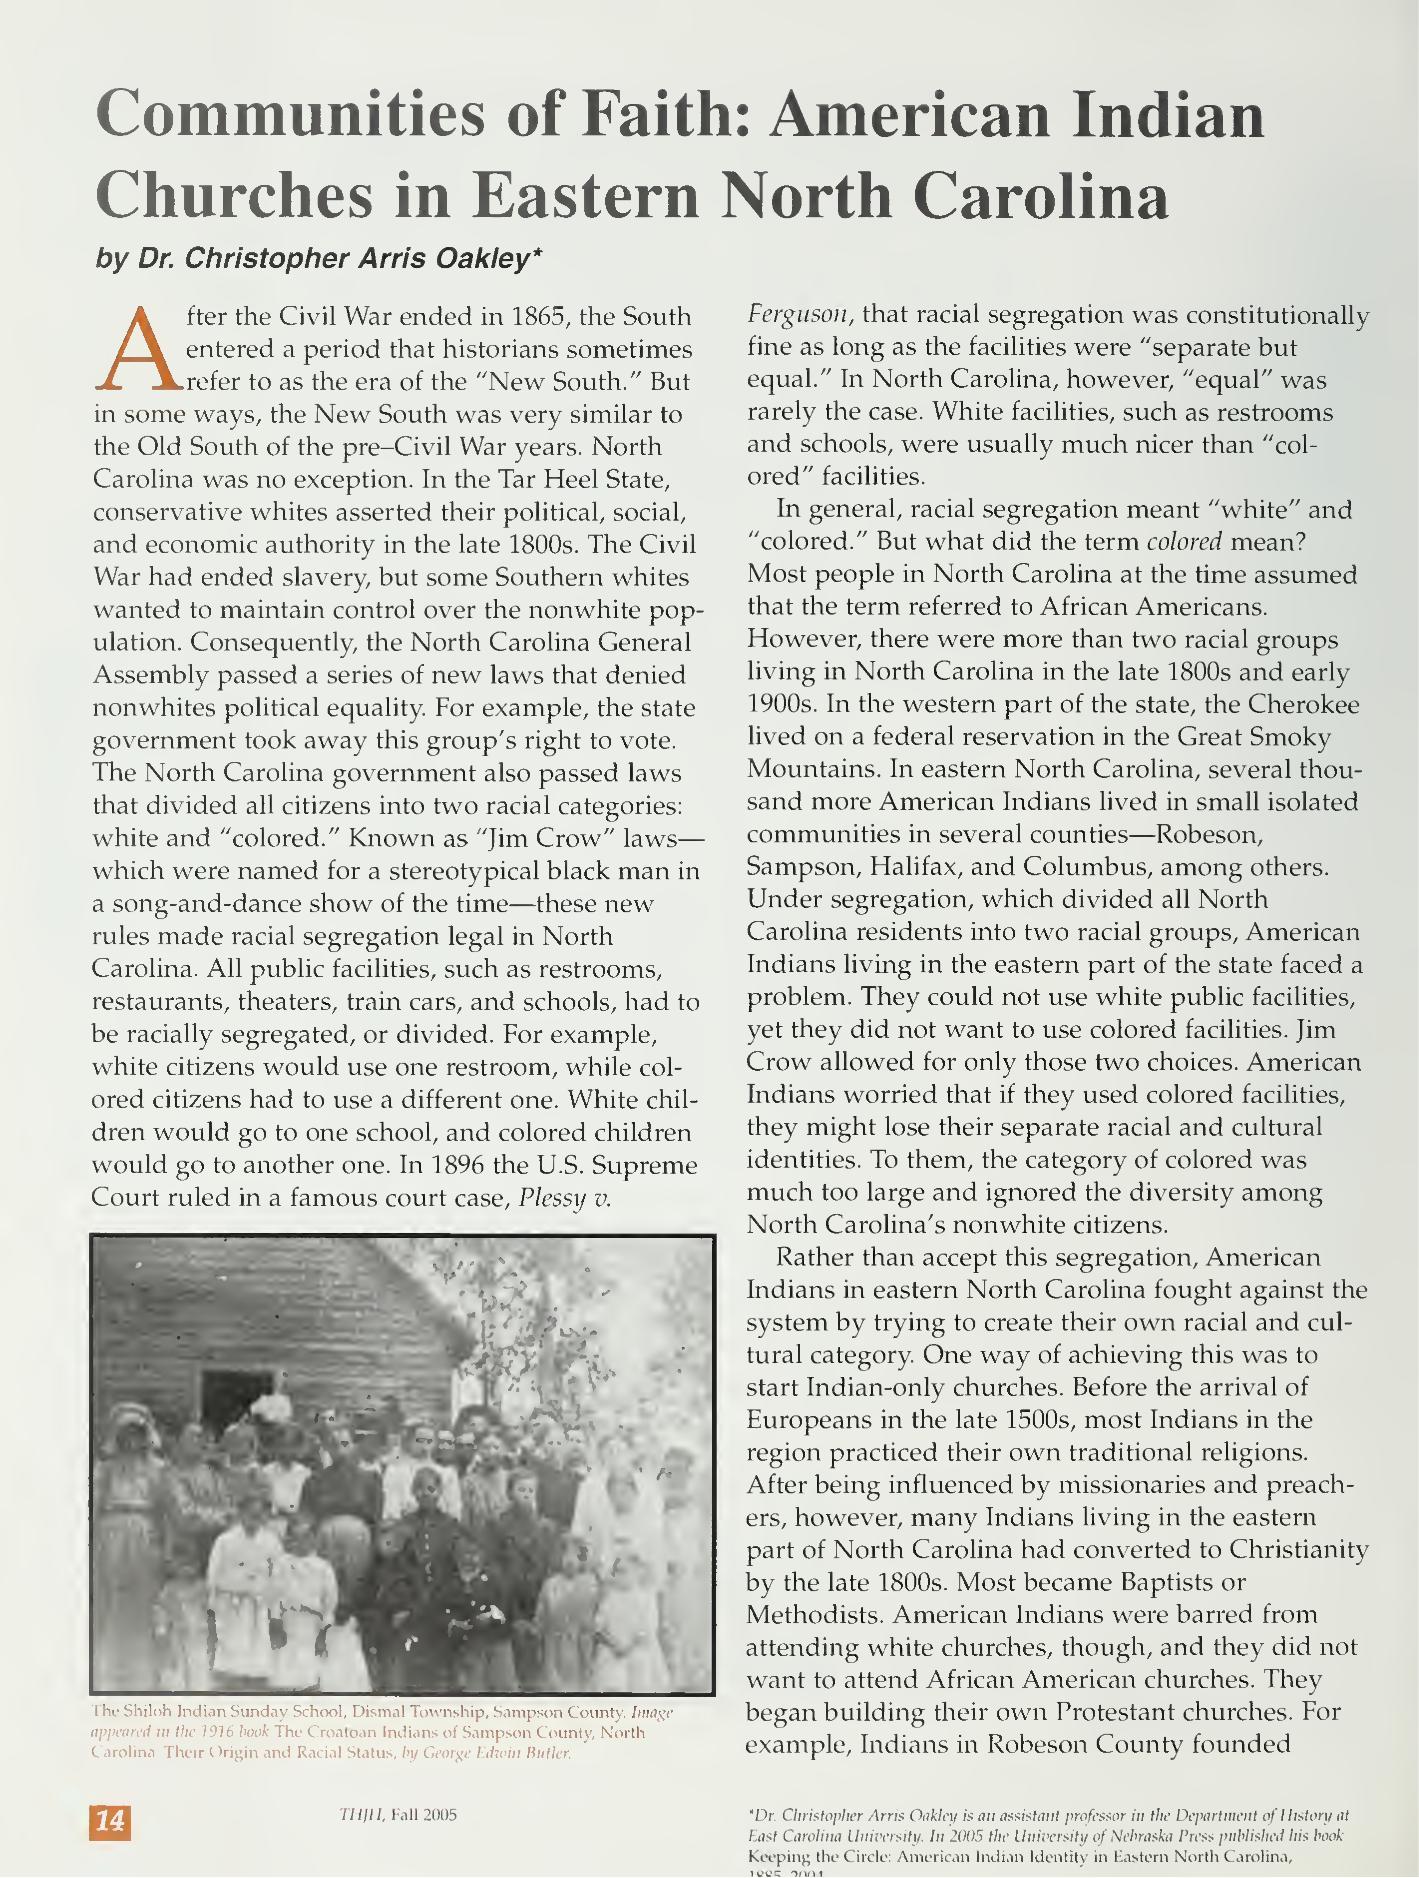 Communities of Faith: American Indian
Churches in Eastern North Carolina
by Dr. Christopher Arris Oakley*
After the Civil War ended in 1865, the South
entered a period that historians sometimes
refer to as the era of the "New South." But
in some ways, the New South was very similar to
the Old South of the pre–Civil War years. North
Carolina was no exception. In the Tar Heel State,
conservative whites asserted their political, social,
and economic authority in the late 1800s. The Civil
War had ended slavery, but some Southern whites
wanted to maintain control over the nonwhite pop-
ulation. Consequently, the North Carolina General
Assembly passed a series of new laws that denied
nonwhites political equality. For example, the state
government took away this group's right to vote.
The North Carolina government also passed laws
that divided all citizens into two racial categories:
white and "colored." Known as "Jim Crow" laws—
which were named for a stereotypical black man in
a song-and-dance show of the time—these new
rules made racial segregation legal in North
Carolina. All public facilities, such as restrooms,
restaurants, theaters, train cars, and schools, had to
be racially segregated, or divided. For example,
white citizens would use one restroom, while col-
ored citizens had to use a different one. White chil-
dren would go to one school, and colored children
would go to another one. In 1896 the U.S. Supreme
Court ruled in a famous court case, Plessy v.
The Shiloh Indian Sunday School, Dismal Township, Sampson County. Image
appeared in the 1916 book The Croatoan Indians of Sampson County, North
Carolina Their Origin and Racial Status, by George Edwin Butler.
Ferguson, that racial segregation was constitutionally
fine as long as the facilities were "separate but
equal." In North Carolina, however, "equal" was
rarely the case. White facilities, such as restrooms
and schools, were usually much nicer than "col-
ored" facilities.
In general, racial segregation meant "white" and
"colored." But what did the term colored mean?
Most people in North Carolina at the time assumed
that the term referred to African Americans.
However, there were more than two racial groups
living in North Carolina in the late 1800s and early
1900s. In the western part of the state, the Cherokee
lived on a federal reservation in the Great Smoky
Mountains. In eastern North Carolina, several thou-
sand more American Indians lived in small isolated
communities in several counties—Robeson,
Sampson, Halifax, and Columbus, among others.
Under segregation, which divided all North
Carolina residents into two racial groups, American
Indians living in the eastern part of the state faced a
problem. They could not use white public facilities,
yet they did not want to use colored facilities. Jim
Crow allowed for only those two choices. American
Indians worried that if they used colored facilities,
they might lose their separate racial and cultural
identities. To them, the category of colored was
much too large and ignored the diversity among
North Carolina's nonwhite citizens.
Rather than accept this segregation, American
Indians in eastern North Carolina fought against the
system by trying to create their own racial and cul-
tural category. One way of achieving this was to
start Indian-only churches. Before the arrival of
Europeans in the late 1500s, most Indians in the
region practiced their own traditional religions.
After being influenced by missionaries and preach-
ers, however, many Indians living in the eastern
part of North Carolina had converted to Christianity
by the late 1800s. Most became Baptists or
Methodists. American Indians were barred from
attending white churches, though, and they did not
want to attend African American churches. They
began building their own Protestant churches. For
example, Indians in Robeson County founded
14
THJH, Fall 2005
*Dr. Christopher Arris Oakley is an assistant professor in the Department of History at
East Carolina University. In 2005 the University of Nebraska Press published his book
Keeping the Circle: American Indian Identity in Eastern North Carolina,
1885–2004